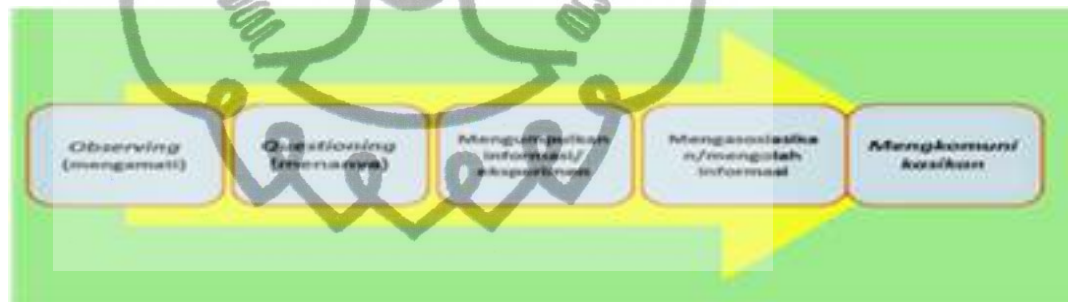 Observing
(mengamati)
Questioning
(menanya)
Mengumpulkan
informasi/
eksperimen
Mengasosiasika
n/mengolah
informasi
Mengkomuni
kasikan